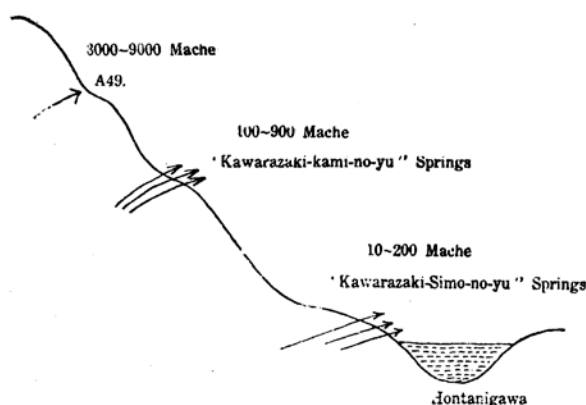 3000~9000 Mache
A49.
100~900 Mache
"Kawarazaki-kami-no-yu" Springs
10~200 Mache
"Kawarazaki-Simo-no-yu" Springs
Hontanigawa